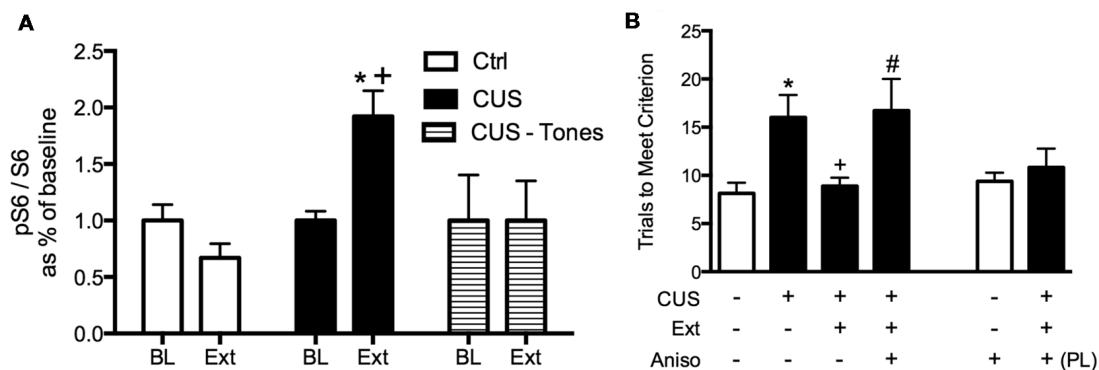 A
pS6 / S6
as % of baseline
2.5
2.0
1.5
1.0
0.5
0.0
* +
Ctrl
CUS
CUS - Tones
BL Ext BL Ext BL Ext
B
Trials to Meet Criterion
25
20
15
10
5
0
*
+
#
CUS - + + + - +
Ext - - + + - +
Aniso - - - + + + (PL)